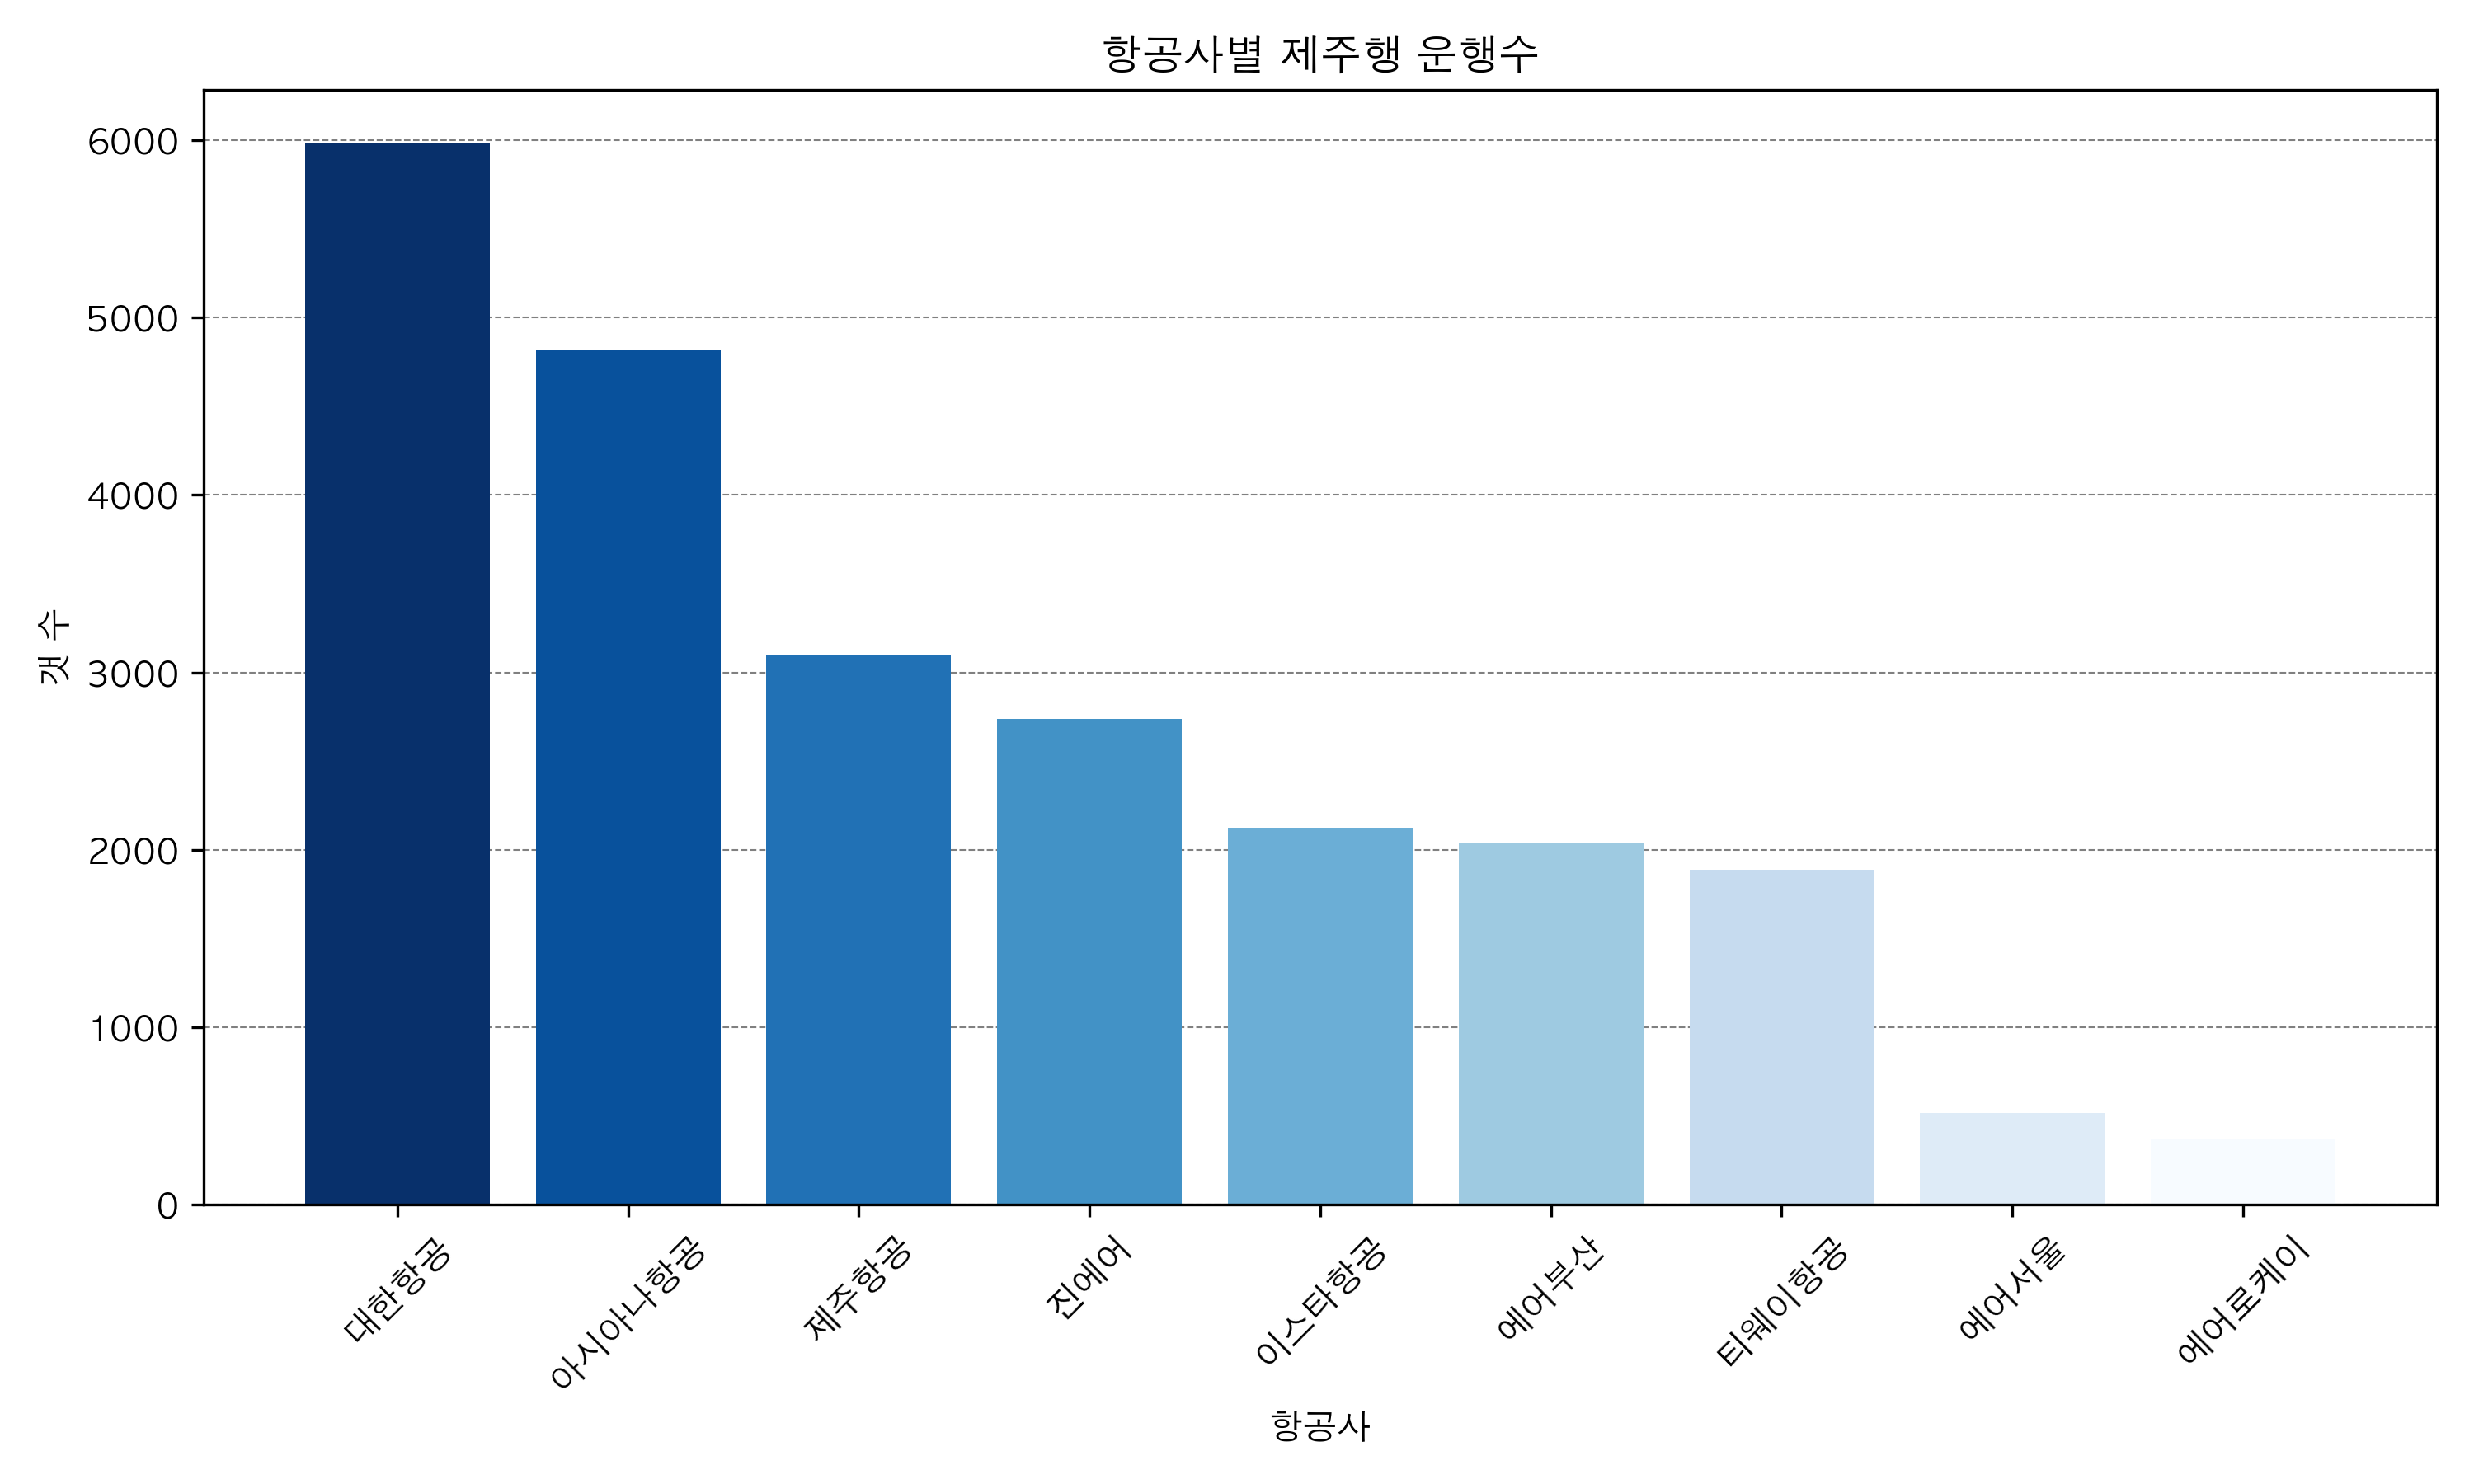 항공사별 제주행 운행수
갯수
6000
5000
4000
3000
2000
1000
0
대한항공
아시아나항공
제주항공
진에어
이스타항공
에어부산
티웨이항공
에어서울
에어로케이
항공사